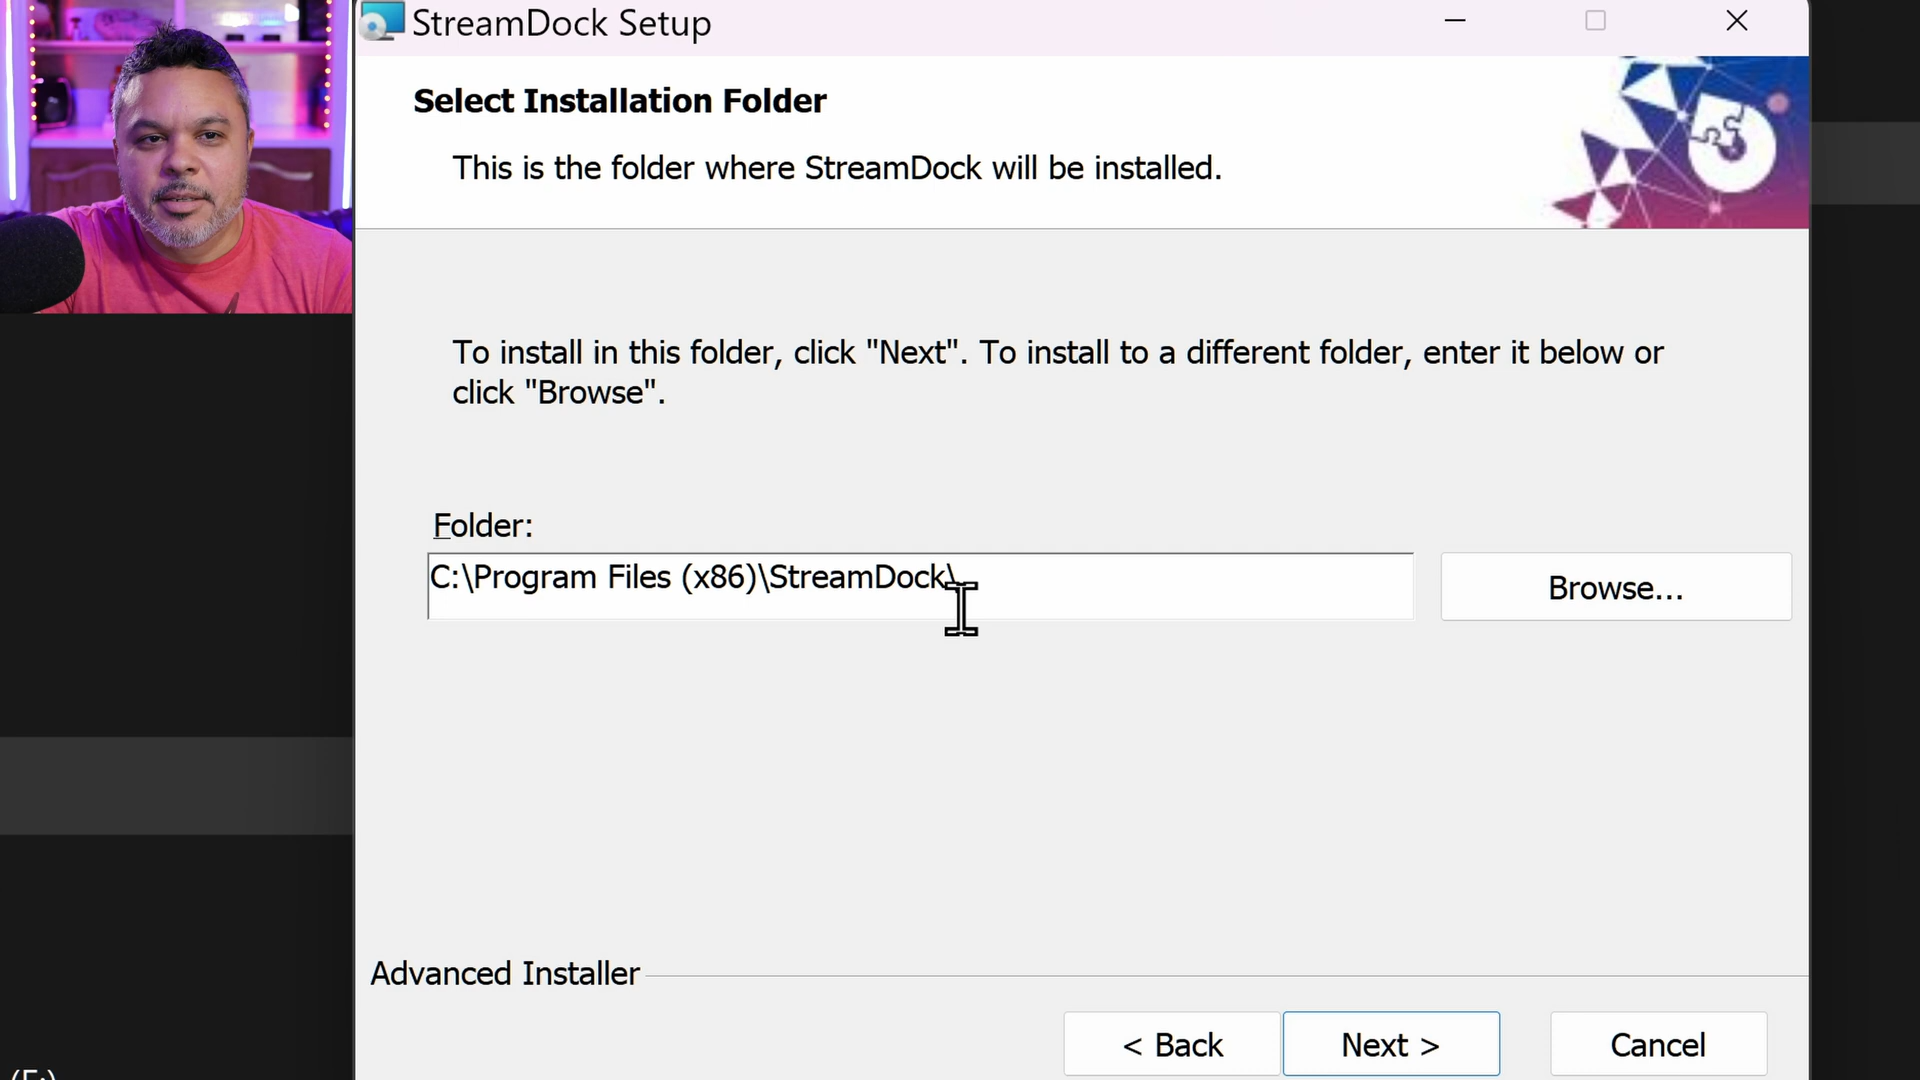 StreamDock Setup
Select Installation Folder
This is the folder where StreamDock will be installed.
To install in this folder, click "Next". To install to a different folder, enter it below or
click "Browse".
Folder:
C:\Program Files (x86)\StreamDock\
Browse...
Advanced Installer
< Back
Next >
Cancel